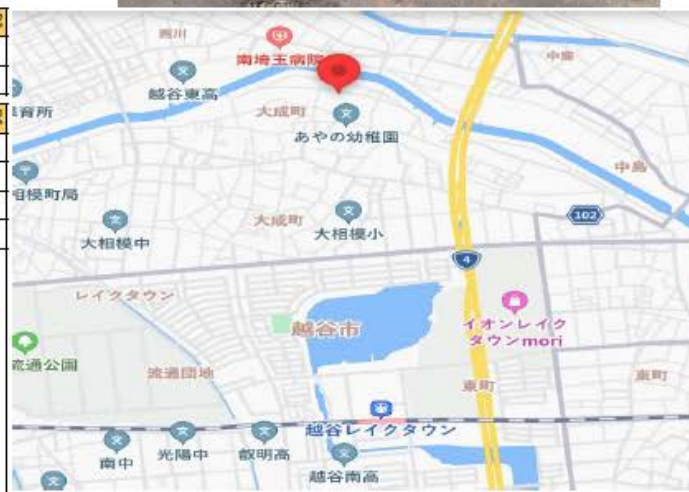 西川
南埼玉病院
中島
越谷東高
育所
大成町
あやの幼稚園
中島
相模町局
大成町
大相模小
102
大相模中
4
レイクタウン
越谷市
イオンレイク
タウンmori
流通公園
流通団地
東町
東町
越谷レイクタウン
南中
光陽中
叡明高
越谷南高